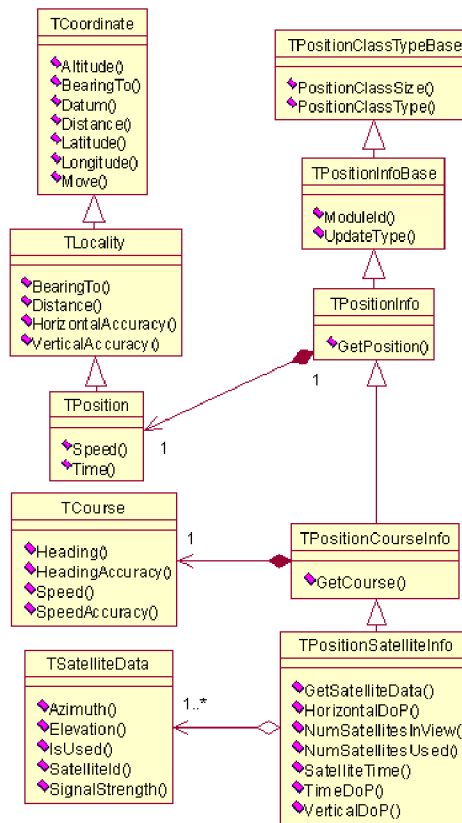 TCoordinate
Altitude()
BearingTo()
Datum()
Distance()
Latitude()
Longitude()
Move()
TLocality
BearingTo()
Distance()
HorizontalAccuracy()
VerticalAccuracy()
TPosition
Speed()
Time()
TCourse
Heading()
HeadingAccuracy()
Speed()
SpeedAccuracy()
TSatelliteData
Azimuth()
Elevation()
IsUsed()
SatelliteId()
SignalStrength()
TPositionClassTypeBase
PositionClassSize()
PositionClassType()
TPositionInfoBase
ModuleId()
UpdateType()
TPositionInfo
GetPosition()
1
1
TPositionCourseInfo
GetCourse()
1
TPositionSatelliteInfo
GetSatelliteData()
HorizontalDoP()
NumSatellitesInView()
NumSatellitesUsed()
SatelliteTime()
TimeDoP()
VerticalDoP()
1..*